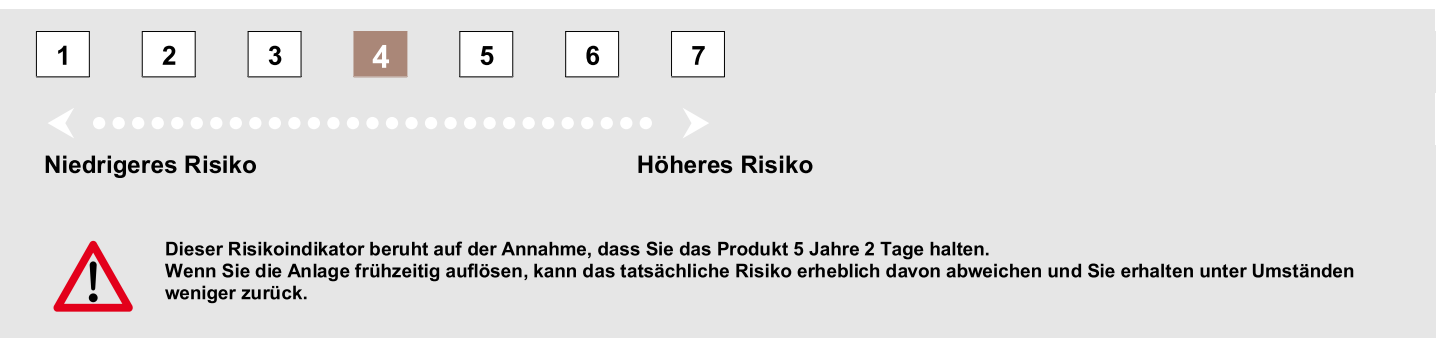 1 2 3 4 5 6 7
Niedrigeres Risiko Höheres Risiko
Dieser Risikoindikator beruht auf der Annahme, dass Sie das Produkt 5 Jahre 2 Tage halten.
Wenn Sie die Anlage frühzeitig auflösen, kann das tatsächliche Risiko erheblich davon abweichen und Sie erhalten unter Umständen
weniger zurück.